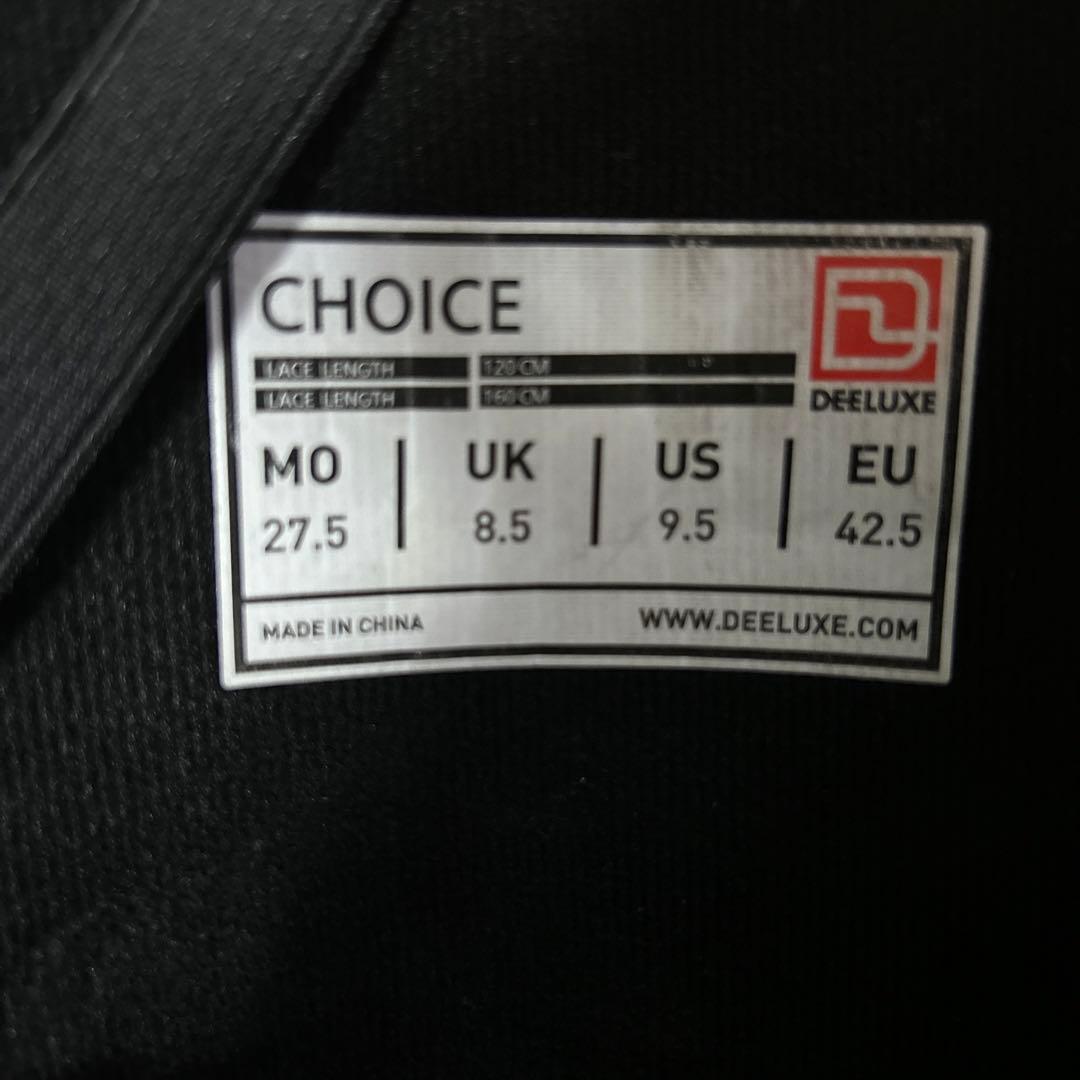 CHOICE
LACE LENGTH 120 CM
LACE LENGTH 160 CM
DEELUXE
MO UK US EU
27.5 8.5 9.5 42.5
MADE IN CHINA WWW.DEELUXE.COM